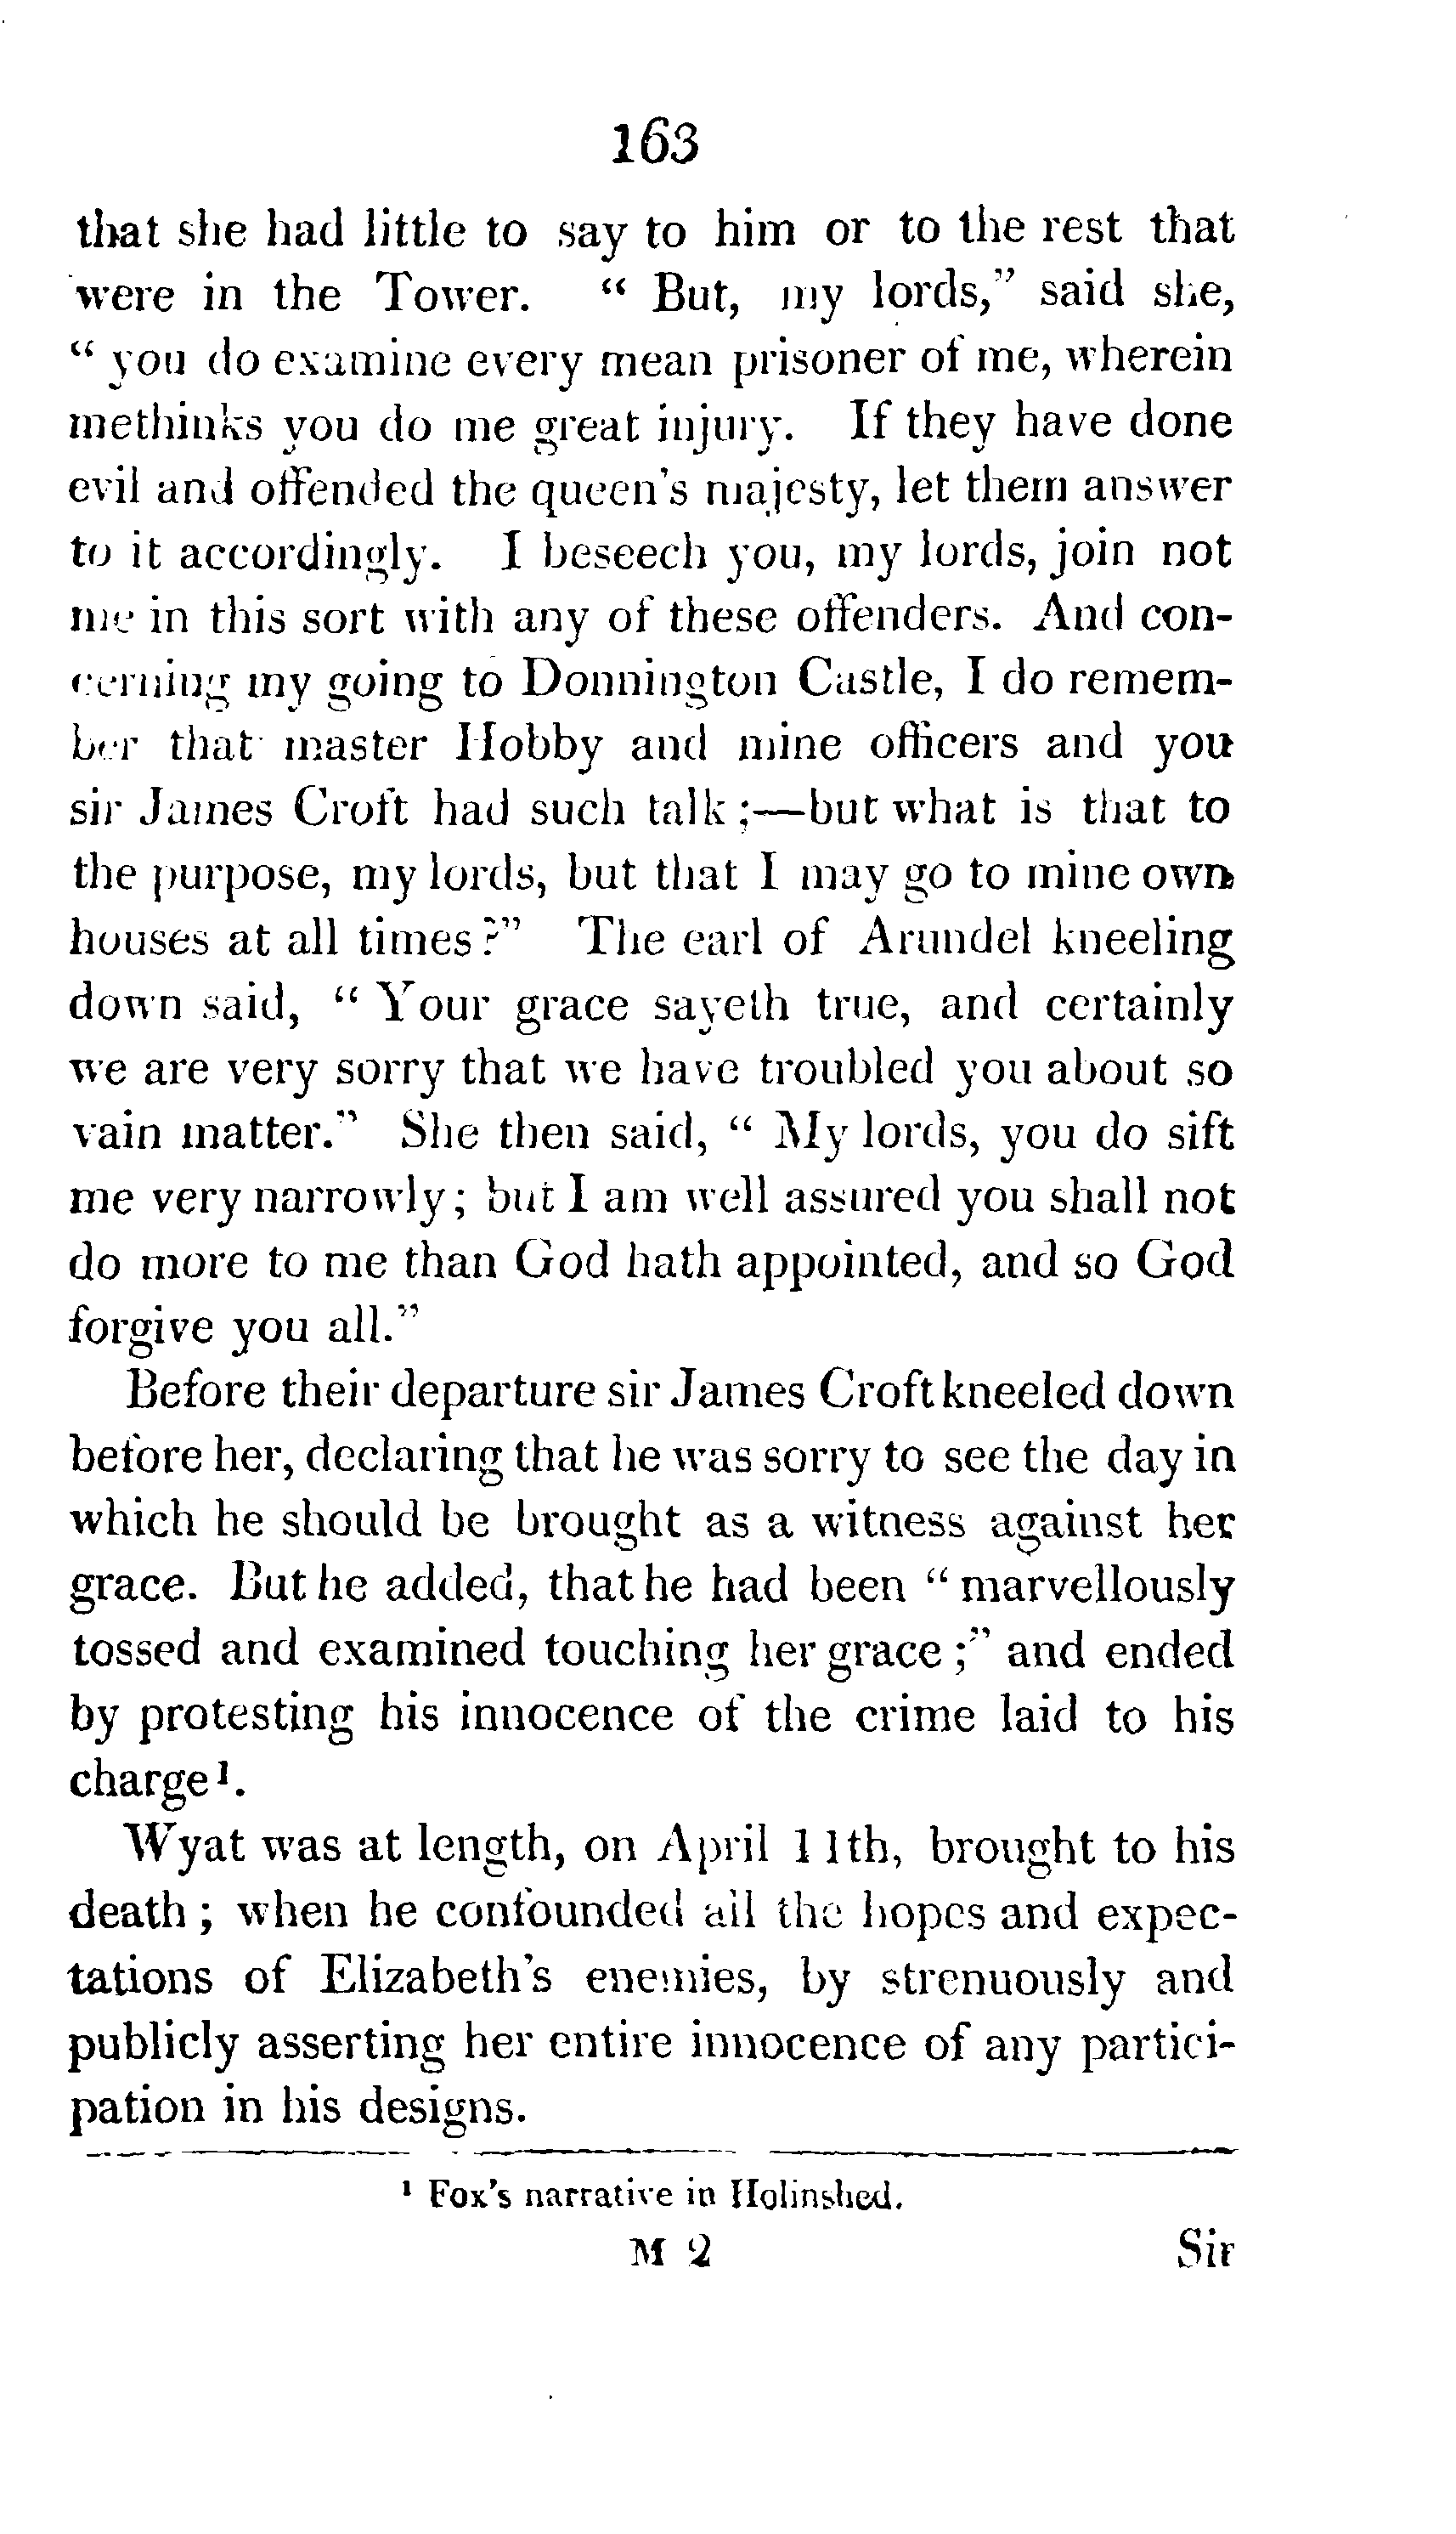 163
that she had little to say to him or to the rest that
were in the Tower. " But, my lords," said she,
" you do examine every mean prisoner of me, wherein
methinks you do me great injury. If they have done
evil and offended the queen's majesty, let them answer
to it accordingly. I beseech you, my lords, join not
me in this sort with any of these offenders. And con-
cerning my going to Donnington Castle, I do remem-
ber that master Hobby and mine officers and you
sir James Croft had such talk ;—but what is that to
the purpose, my lords, but that I may go to mine own
houses at all times ?" The earl of Arundel kneeling
down said, " Your grace sayeth true, and certainly
we are very sorry that we have troubled you about so
vain matter." She then said, " My lords, you do sift
me very narrowly ; but I am well assured you shall not
do more to me than God hath appointed, and so God
forgive you all."
Before their departure sir James Croft kneeled down
before her, declaring that he was sorry to see the day in
which he should be brought as a witness against her
grace. But he added, that he had been " marvellously
tossed and examined touching her grace ;" and ended
by protesting his innocence of the crime laid to his
charge¹.
Wyat was at length, on April 11th, brought to his
death ; when he confounded all the hopes and expec-
tations of Elizabeth's enemies, by strenuously and
publicly asserting her entire innocence of any partici-
pation in his designs.
¹ Fox's narrative in Holinshed.
M 2 Sir